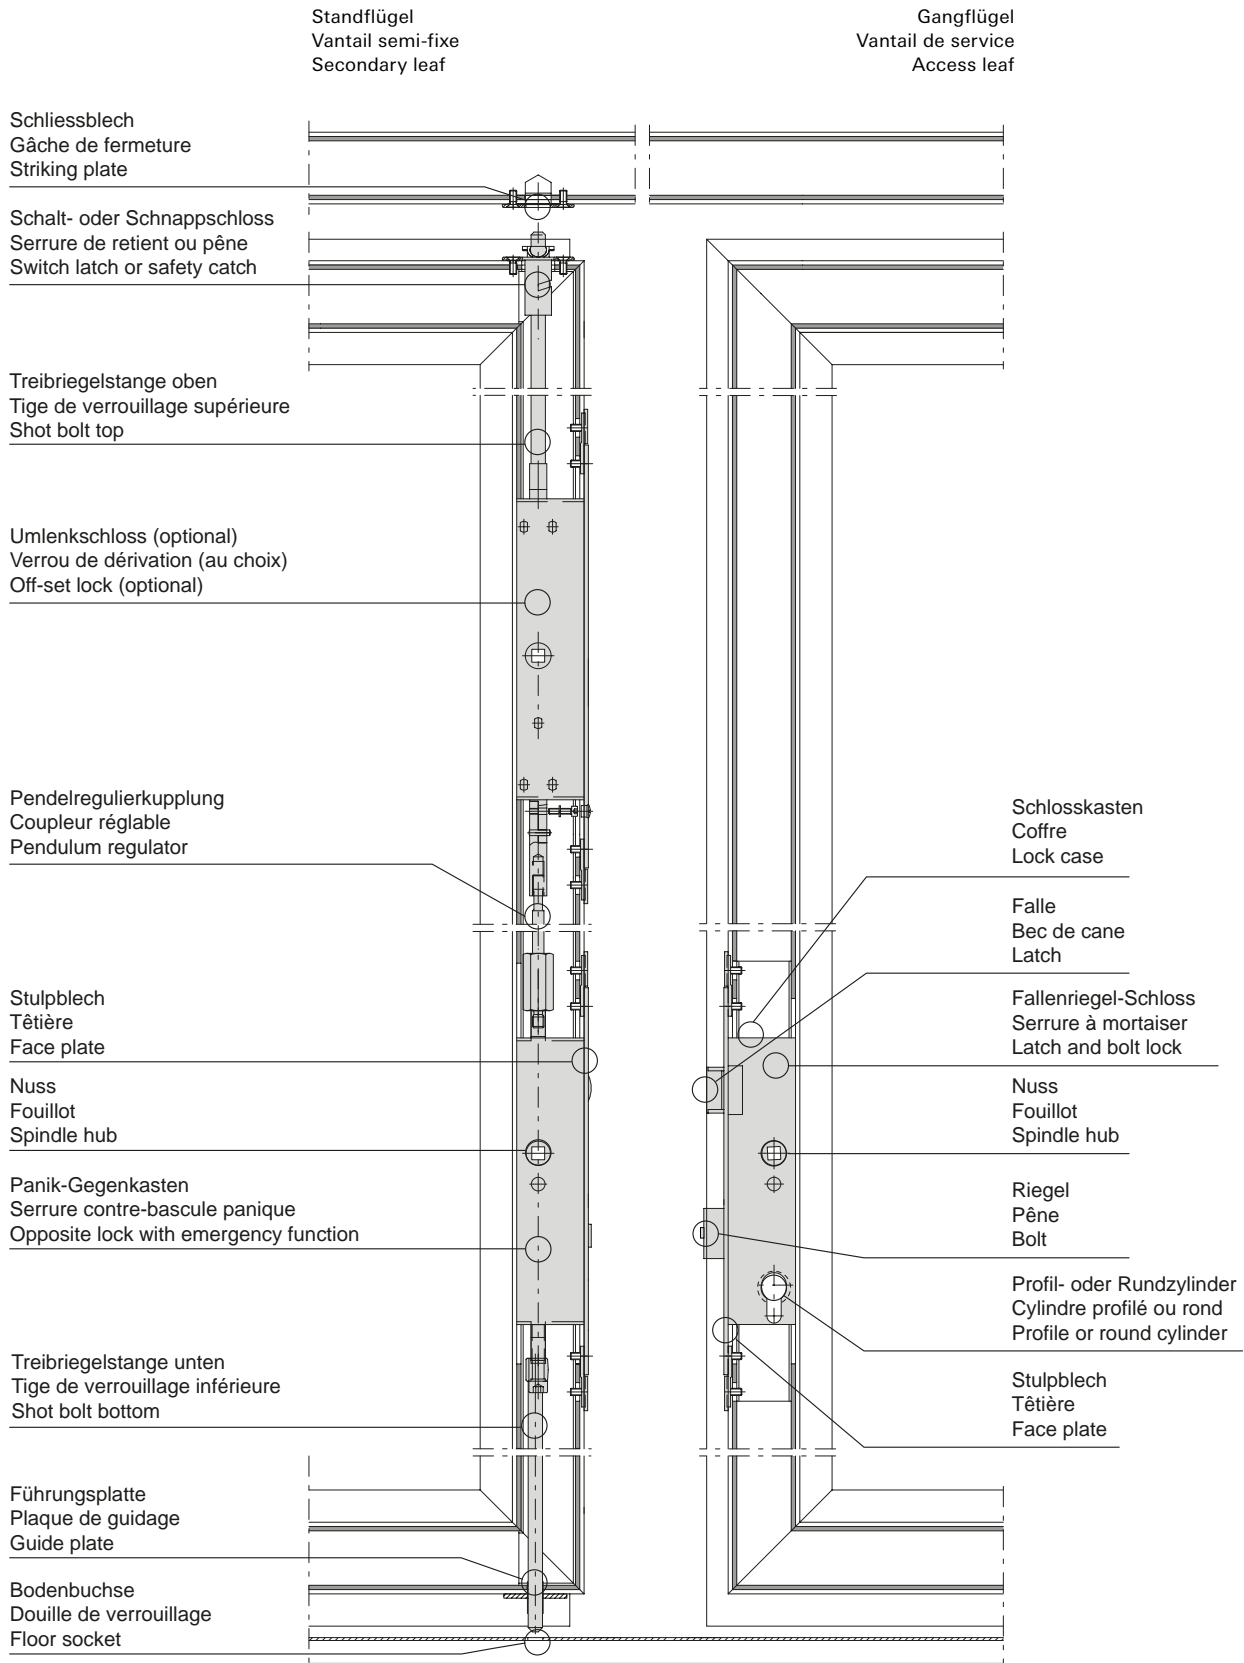 Standflügel
Vantail semi-fixe
Secondary leaf
Gangflügel
Vantail de service
Access leaf
Schliessblech
Gâche de fermeture
Striking plate
Schalt- oder Schnappschloss
Serrure de retient ou pêne
Switch latch or safety catch
Treibriegelstange oben
Tige de verrouillage supérieure
Shot bolt top
Umlenkschloss (optional)
Verrou de dérivation (au choix)
Off-set lock (optional)
Pendelregulierkupplung
Coupleur réglable
Pendulum regulator
Stulpblech
Têtière
Face plate
Nuss
Fouillot
Spindle hub
Panik-Gegenkasten
Serrure contre-bascule panique
Opposite lock with emergency function
Treibriegelstange unten
Tige de verrouillage inférieure
Shot bolt bottom
Führungsplatte
Plaque de guidage
Guide plate
Bodenbuchse
Douille de verrouillage
Floor socket
Schlosskasten
Coffre
Lock case
Falle
Bec de cane
Latch
Fallenriegel-Schloss
Serrure à mortaiser
Latch and bolt lock
Nuss
Fouillot
Spindle hub
Riegel
Pêne
Bolt
Profil- oder Rundzylinder
Cylindre profilé ou rond
Profile or round cylinder
Stulpblech
Têtière
Face plate